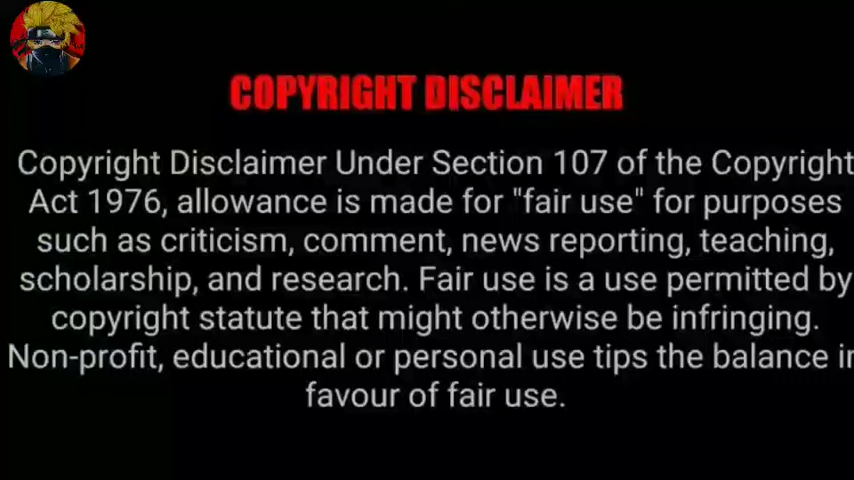 COPYRIGHT DISCLAIMER
Copyright Disclaimer Under Section 107 of the Copyright
Act 1976, allowance is made for "fair use" for purposes
such as criticism, comment, news reporting, teaching,
scholarship, and research. Fair use is a use permitted by
copyright statute that might otherwise be infringing.
Non-profit, educational or personal use tips the balance in
favour of fair use.